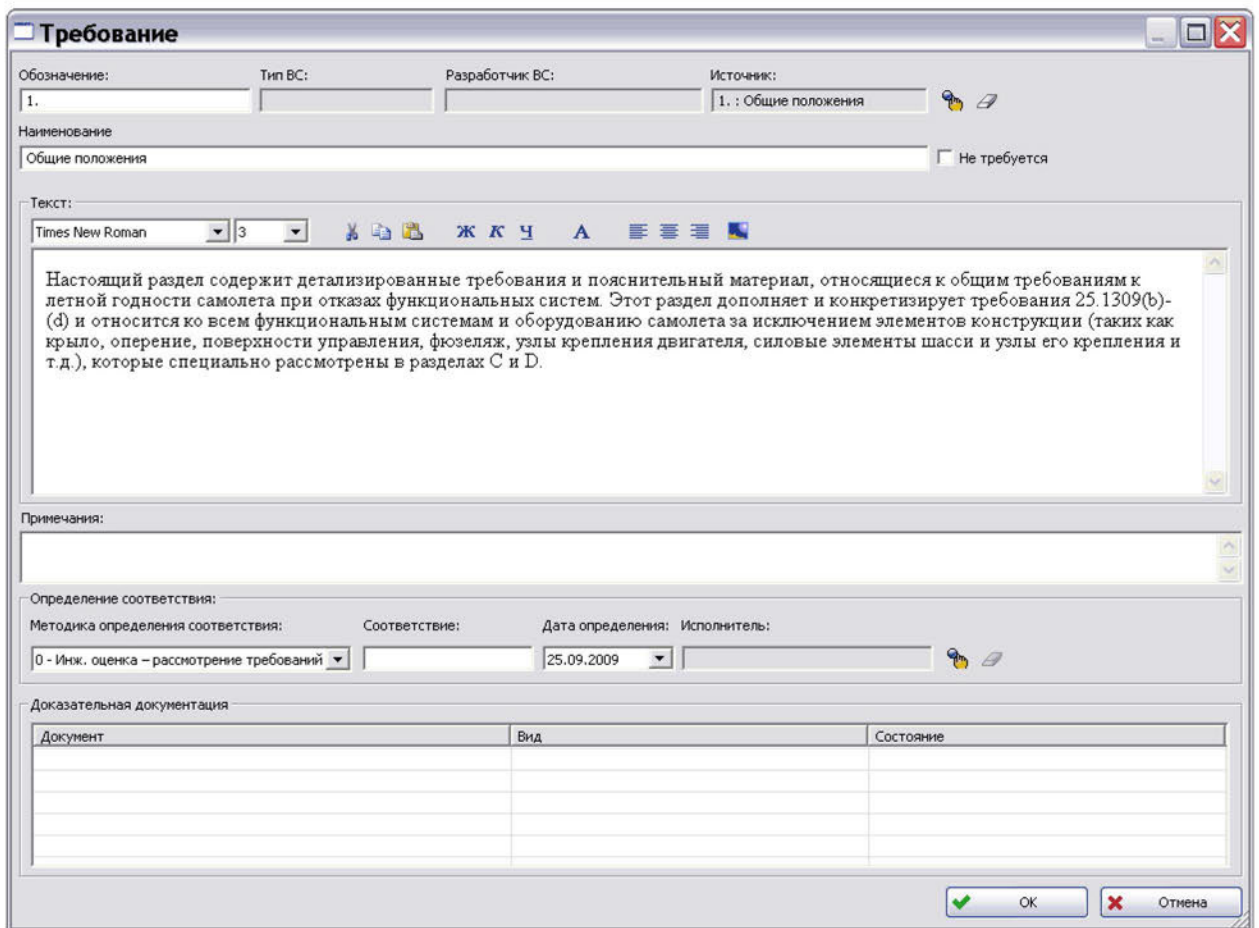 Требование
Обозначение: Тип ВС: Разработчик ВС: Источник:
1. 1. : Общие положения
Наименование
Общие положения Не требуется
Текст:
Times New Roman 3 Ж К Ч А
Настоящий раздел содержит детализированные требования и пояснительный материал, относящиеся к общим требованиям к
летной годности самолета при отказах функциональных систем. Этот раздел дополняет и конкретизирует требования 25.1309(b)-
(d) и относится ко всем функциональным системам и оборудованию самолета за исключением элементов конструкции (таких как
крыло, оперение, поверхности управления, фюзеляж, узлы крепления двигателя, силовые элементы шасси и узлы его крепления и
т.д.), которые специально рассмотрены в разделах C и D.
Примечания:
Определение соответствия:
Методика определения соответствия: Соответствие: Дата определения: Исполнитель:
0 - Инж. оценка – рассмотрение требований 25.09.2009
Доказательная документация
Документ Вид Состояние
ОК Отмена